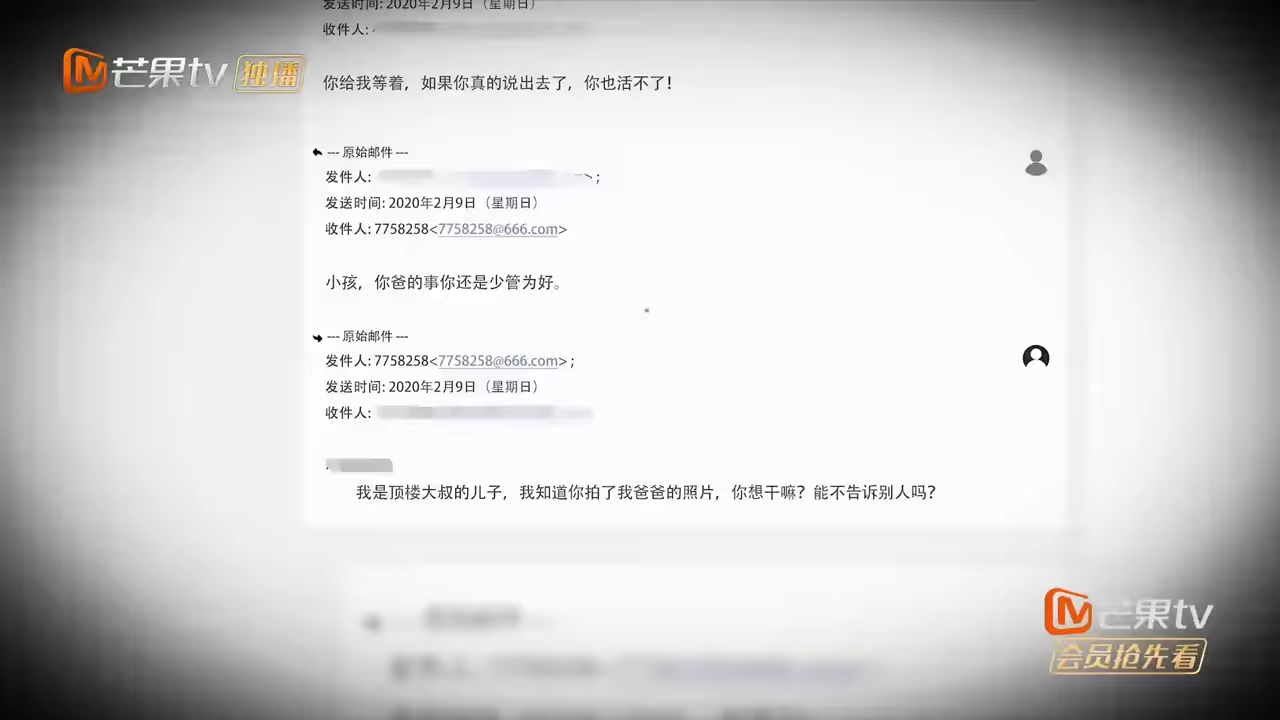 发送时间: 2020年2月9日（星期日）
收件人:
芒果tv 独播
你给我等着，如果你真的说出去了，你也活不了！
--- 原始邮件 ---
发件人:
发送时间: 2020年2月9日（星期日）
收件人: 7758258<7758258@666.com>
小孩，你爸的事你还是少管为好。
--- 原始邮件 ---
发件人: 7758258<7758258@666.com>;
发送时间: 2020年2月9日（星期日）
收件人:
我是顶楼大叔的儿子，我知道你拍了我爸爸的照片，你想干嘛？能不告诉别人吗？
芒果tv
会员抢先看